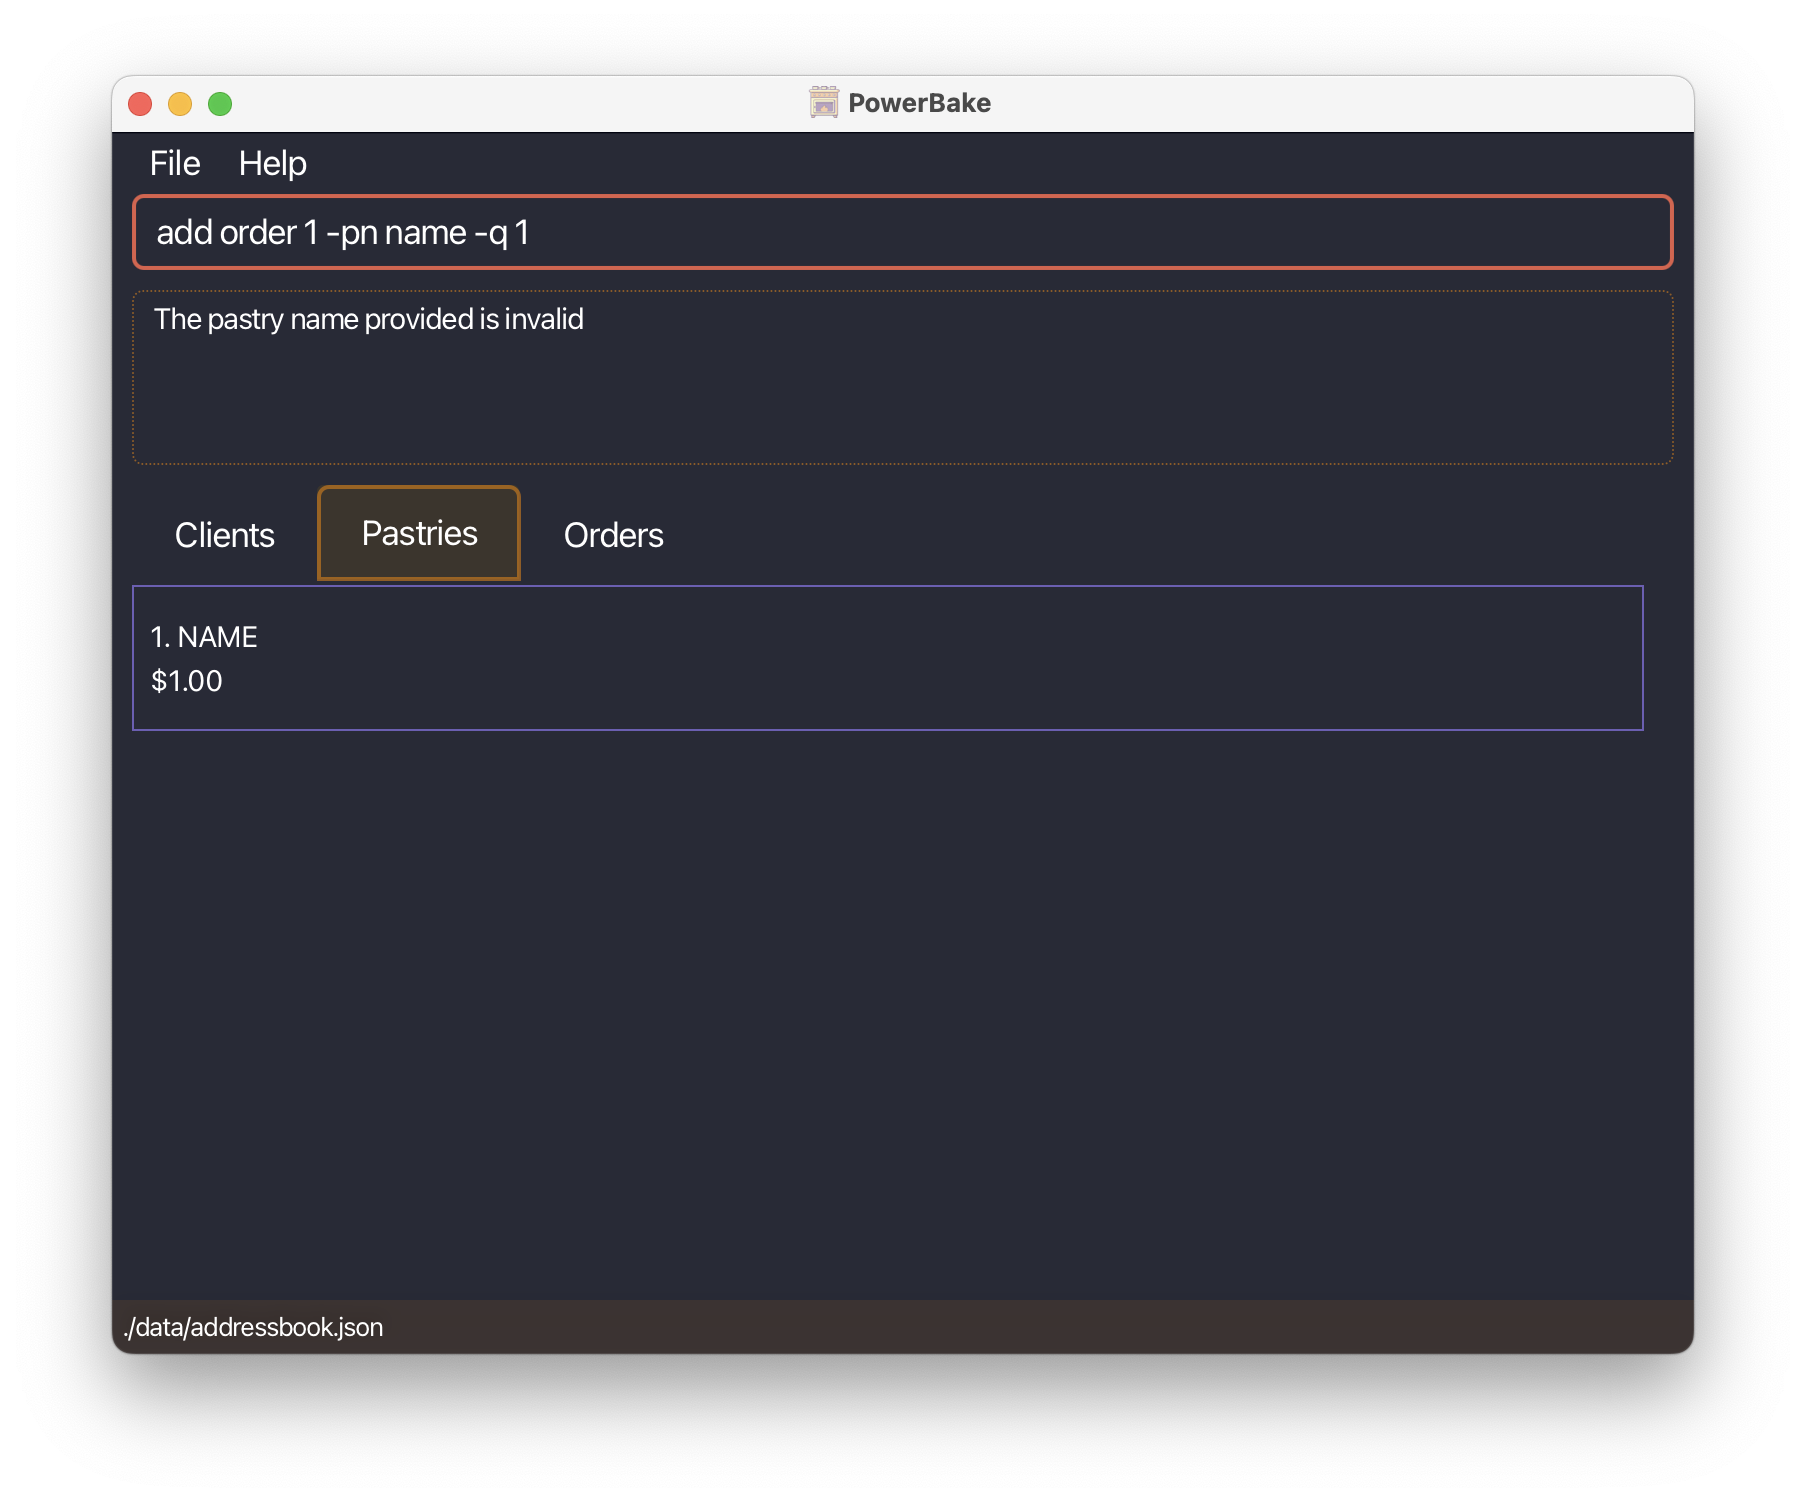 PowerBake
File Help
add order 1 -pn name -q 1
The pastry name provided is invalid
Clients Pastries Orders
1. NAME
$1.00
./data/addressbook.json